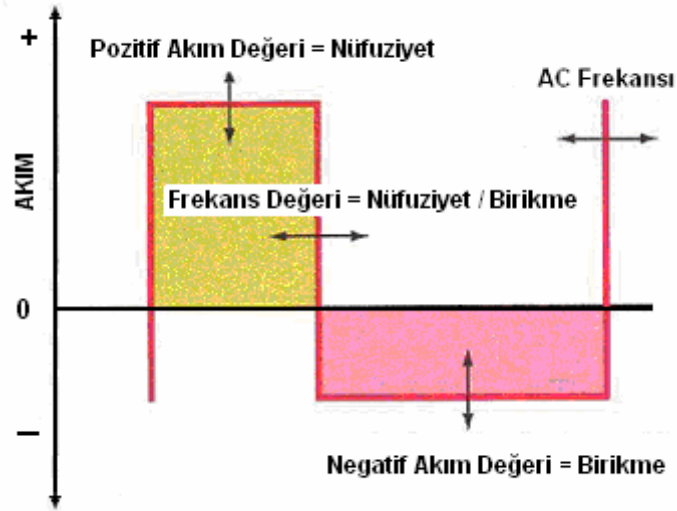 +
Pozitif Akım Değeri = Nüfuziyet
AC Frekansı
AKIM
Frekans Değeri = Nüfuziyet / Birikme
0
–
Negatif Akım Değeri = Birikme